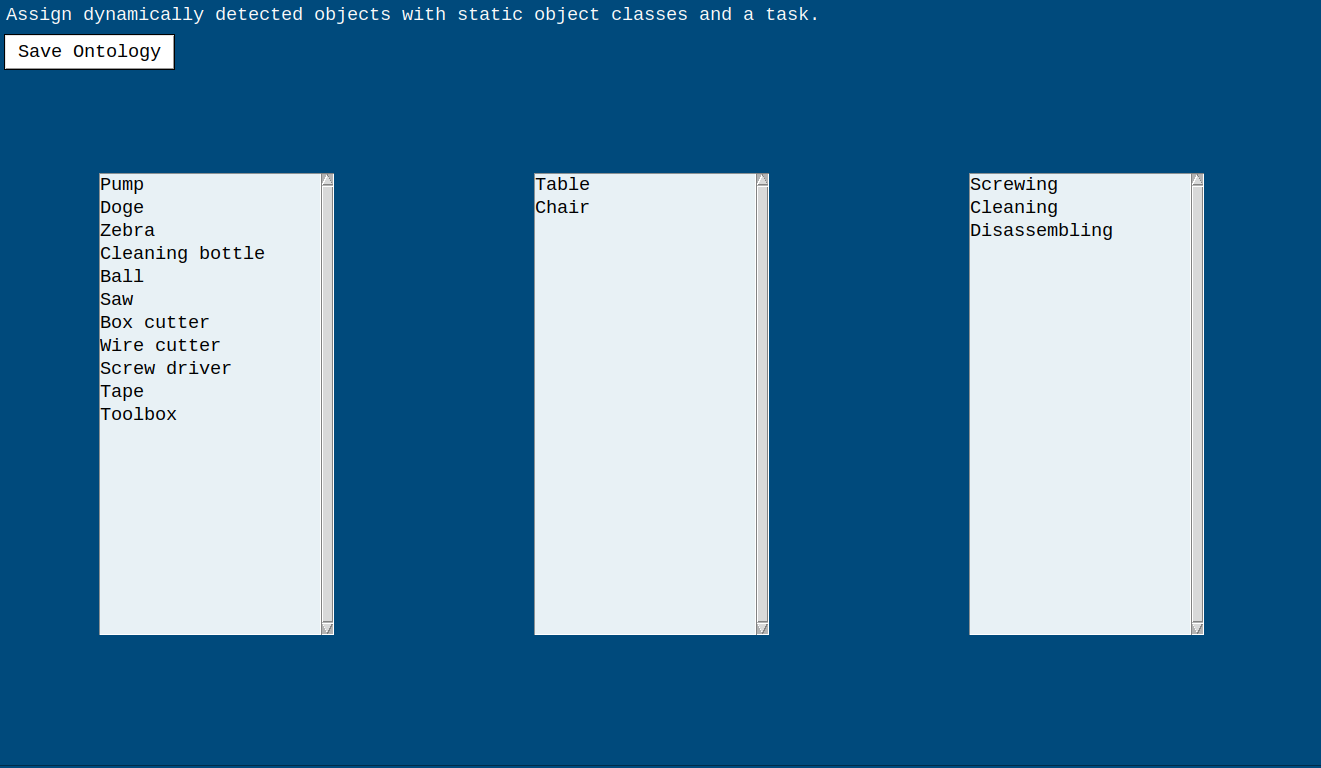 Assign dynamically detected objects with static object classes and a task.
Save Ontology
Pump
Doge
Zebra
Cleaning bottle
Ball
Saw
Box cutter
Wire cutter
Screw driver
Tape
Toolbox
Table
Chair
Screwing
Cleaning
Disassembling